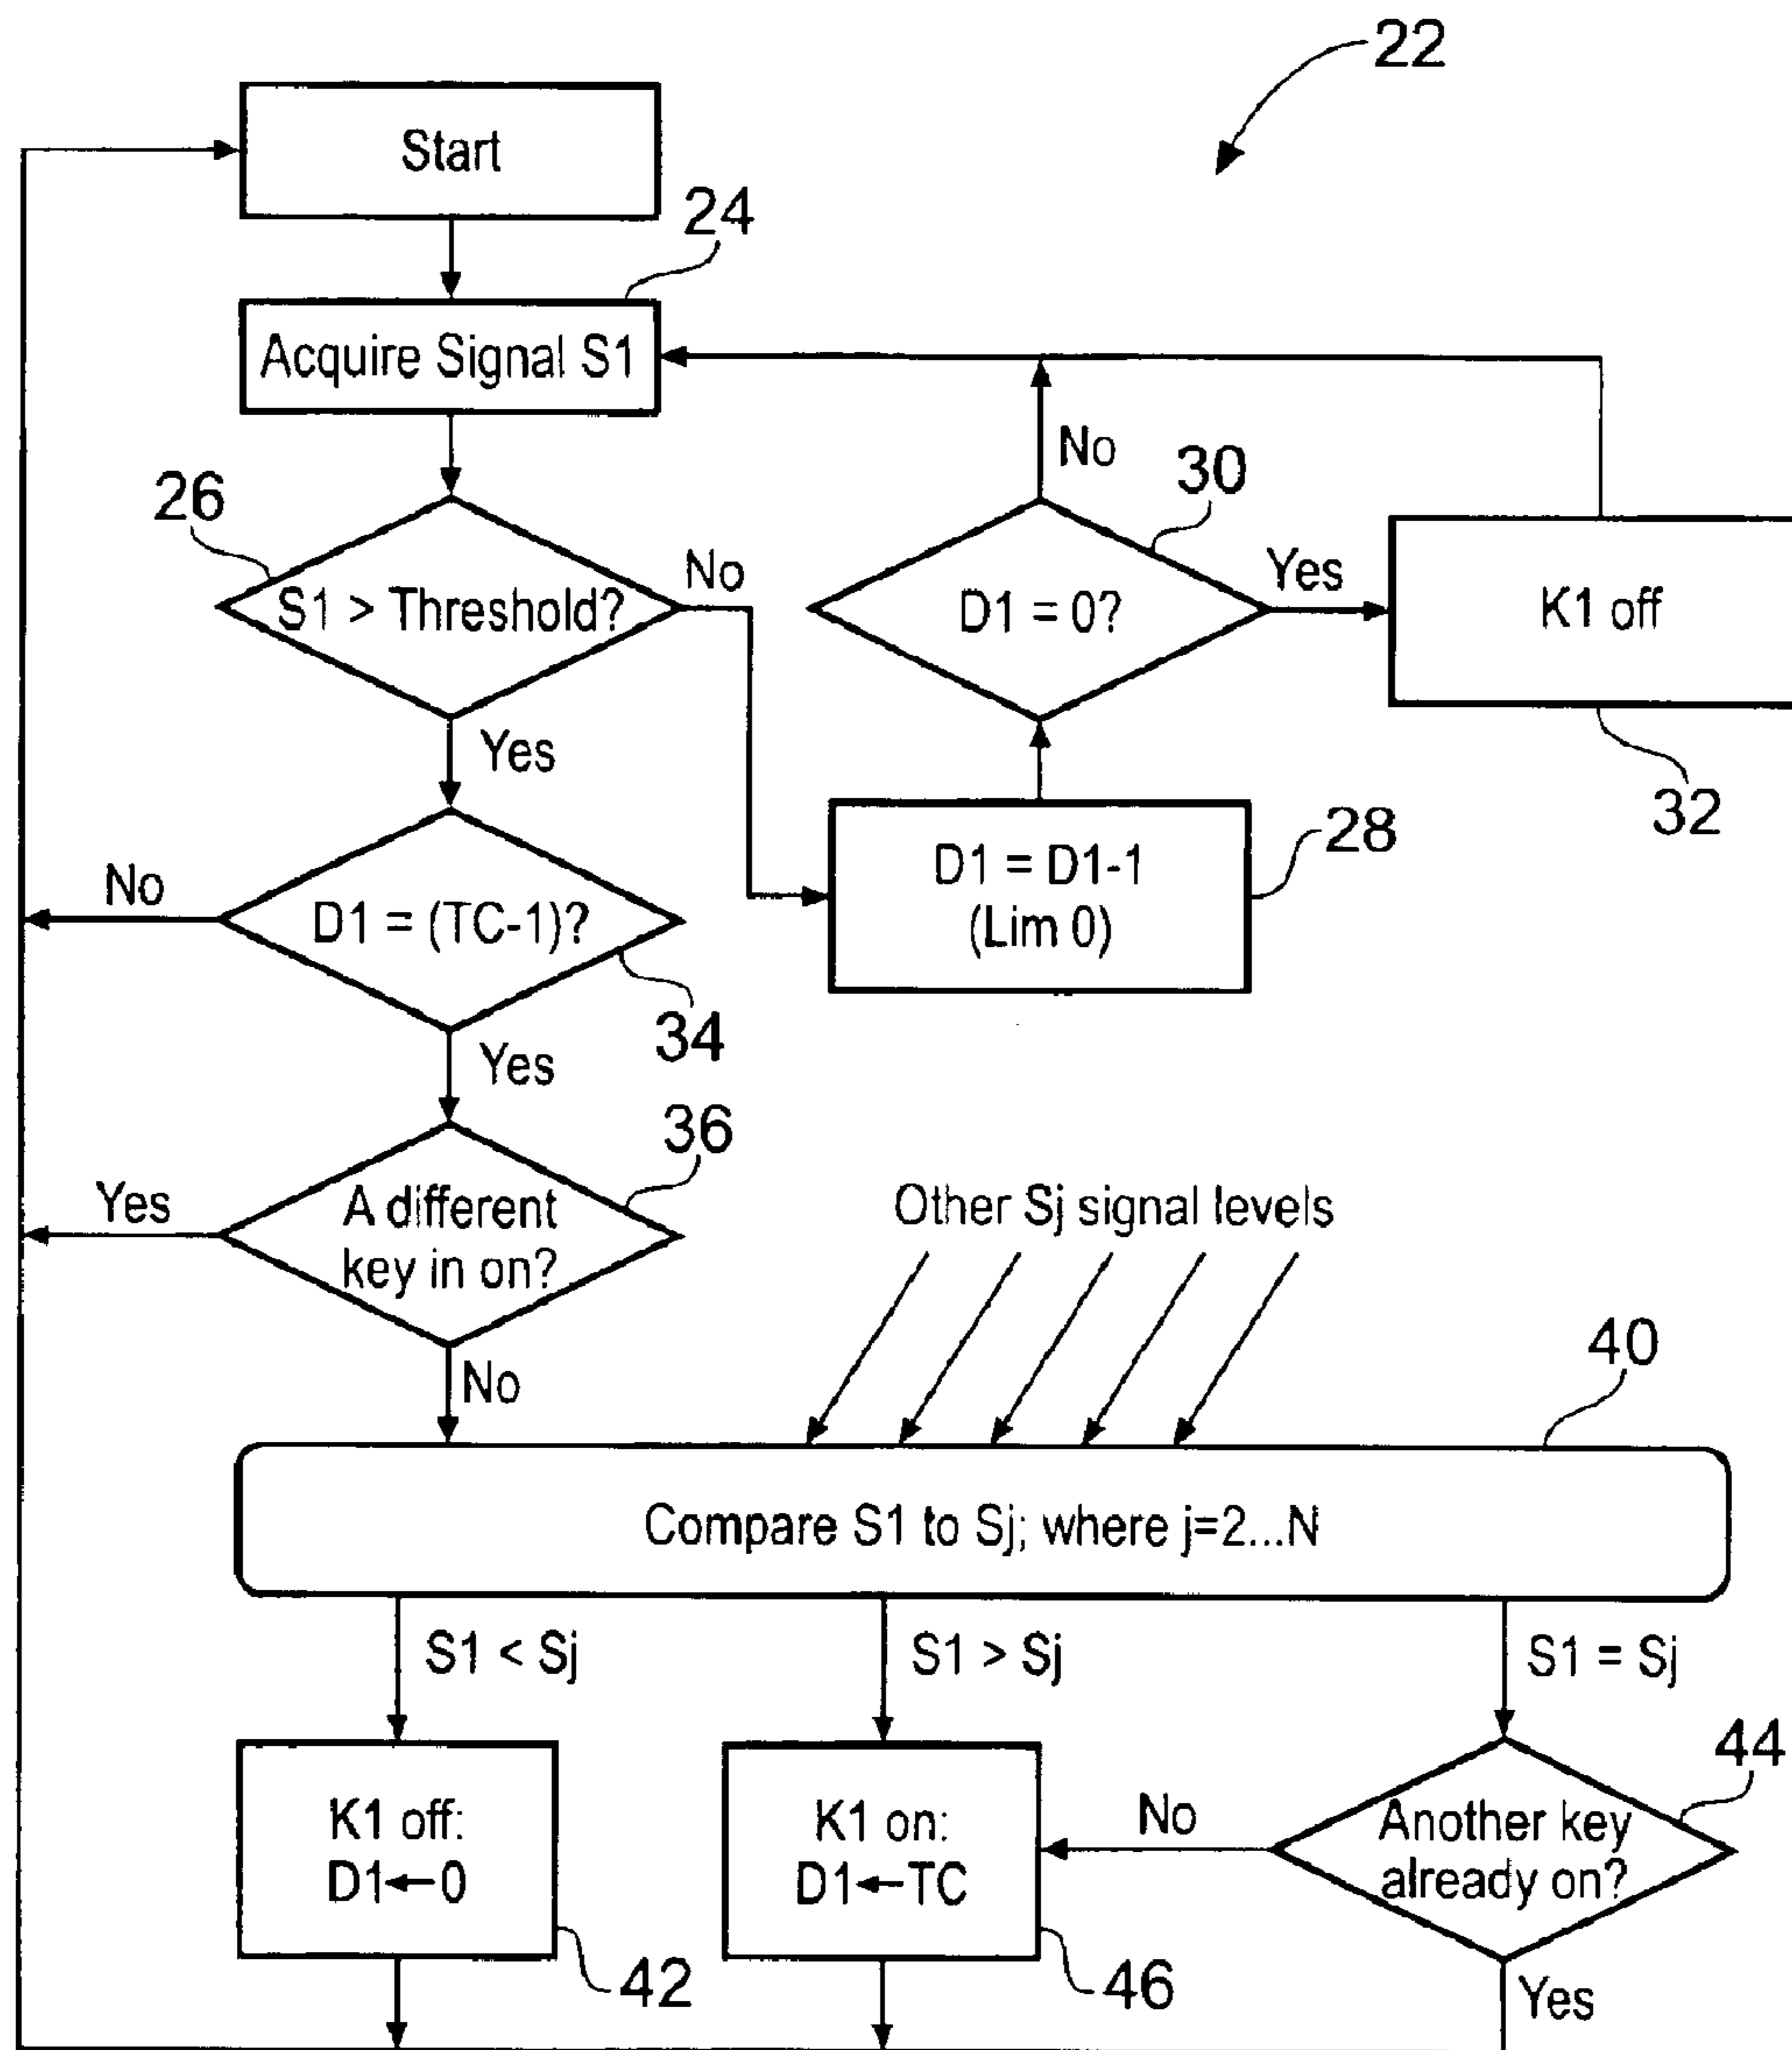 22
Start
24
Acquire Signal S1
No
30
26
S1 > Threshold?
No
D1 = 0?
Yes
K1 off
Yes
32
D1 = D1-1
(Lim 0)
28
No
D1 = (TC-1)?
34
Yes
36
Yes
A different
key in on?
Other Sj signal levels
No
40
Compare S1 to Sj; where j=2...N
S1 < Sj
S1 > Sj
S1 = Sj
44
K1 off:
D1←0
K1 on:
D1←TC
No
Another key
already on?
42
46
Yes